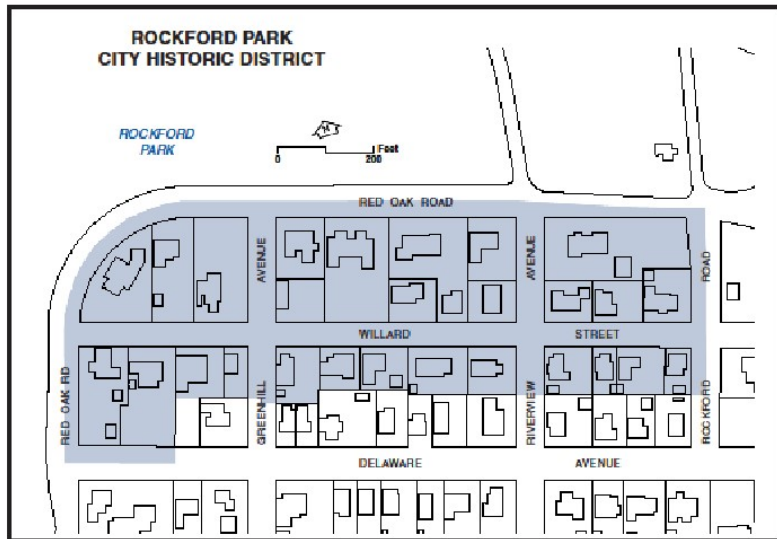 ROCKFORD PARK
CITY HISTORIC DISTRICT
ROCKFORD
PARK
N
Feet
0 200
RED OAK ROAD
AVENUE
AVENUE
ROAD
WILLARD STREET
RED OAK RD
GREENHILL
RIVERVIEW
ROCKFORD
DELAWARE AVENUE